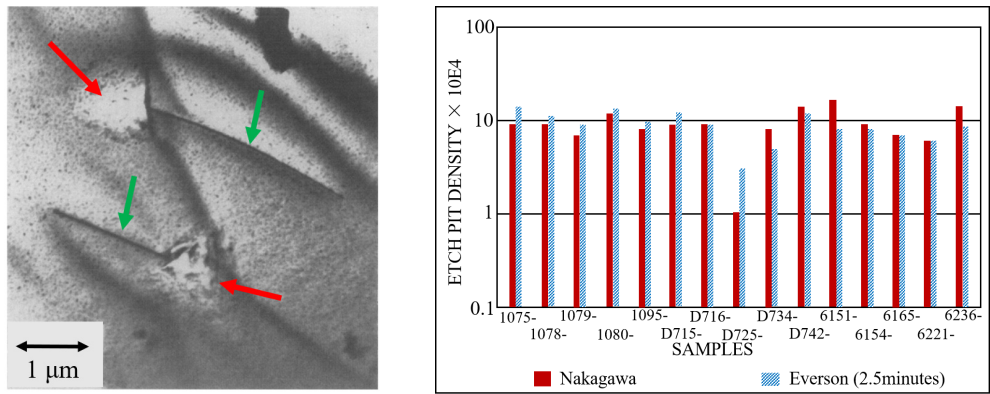 1 μm
ETCH PIT DENSITY × 10E4
100
10
1
0.1
1075-
1078-
1079-
1080-
1095-
D715-
D716-
D725-
D734-
D742-
6151-
6154-
6165-
6221-
6236-
SAMPLES
Nakagawa
Everson (2.5minutes)